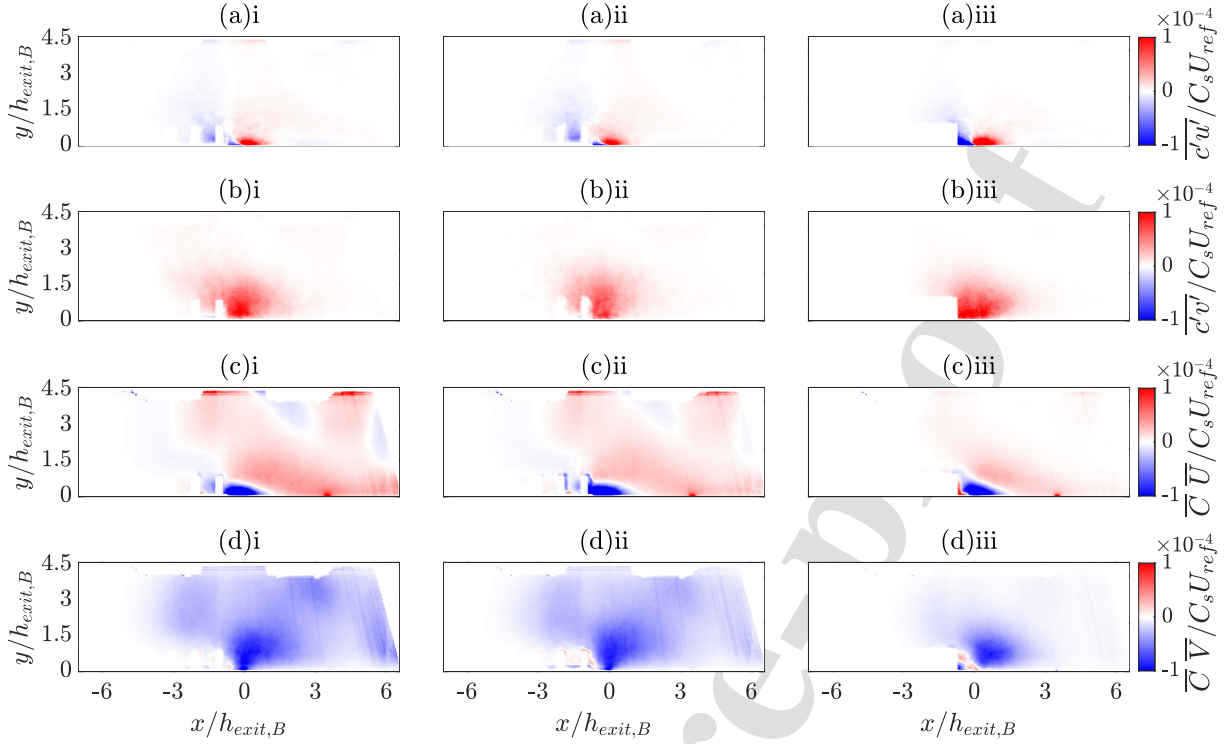 (a)i (a)ii (a)iii
×10⁻⁴
4.5 3 1.5 0
y/h_{exit,B}
1 0 -1
\overline{c'u'}/C_sU_{ref}
(b)i (b)ii (b)iii
×10⁻⁴
4.5 3 1.5 0
y/h_{exit,B}
1 0 -1
\overline{c'v'}/C_sU_{ref}
(c)i (c)ii (c)iii
×10⁻⁴
4.5 3 1.5 0
y/h_{exit,B}
1 0 -1
\overline{C} \overline{U}/C_sU_{ref}
(d)i (d)ii (d)iii
×10⁻⁴
4.5 3 1.5 0
y/h_{exit,B}
1 0 -1
\overline{C} \overline{V}/C_sU_{ref}
-6 -3 0 3 6 -6 -3 0 3 6 -6 -3 0 3 6
x/h_{exit,B} x/h_{exit,B} x/h_{exit,B}